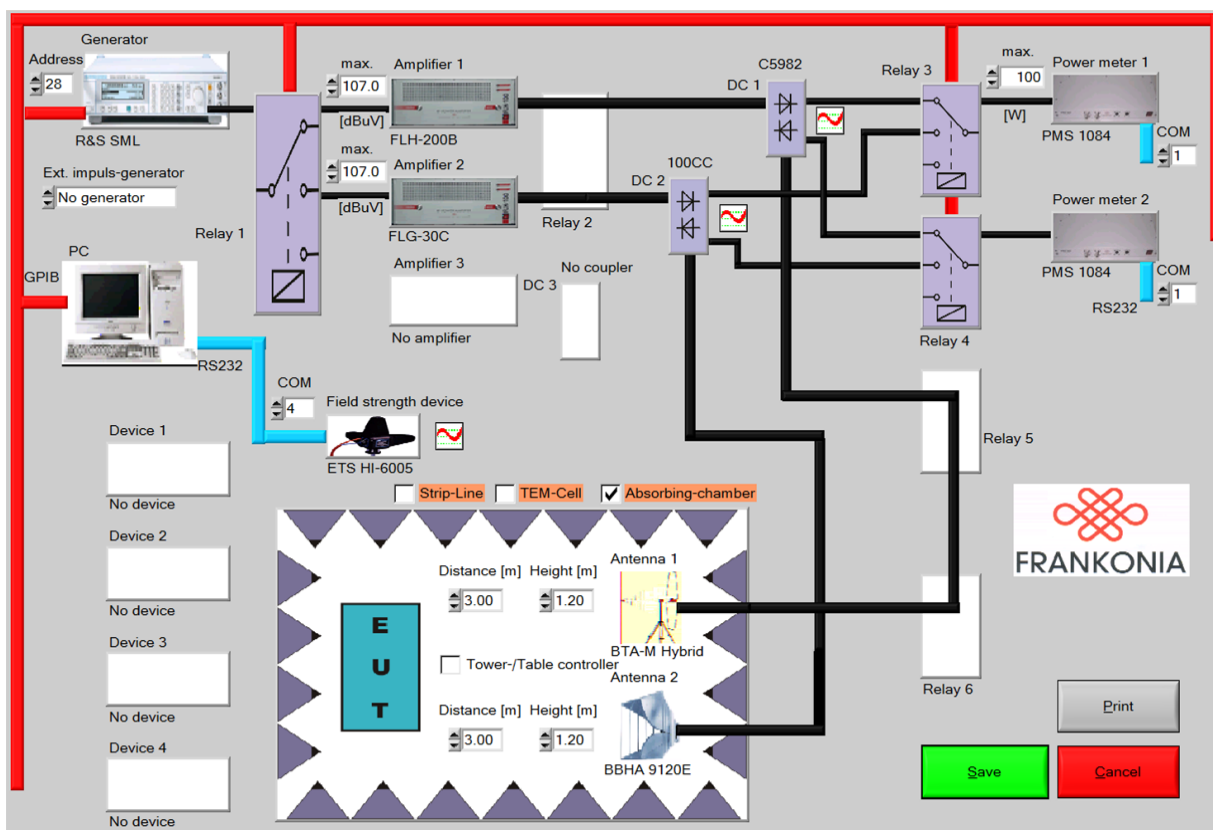 Generator
Address
28
R&S SML
Ext. impuls-generator
No generator
PC
GPIB
RS232
Relay 1
max.
107.0
[dBuV]
Amplifier 1
FLH-200B
max.
107.0
[dBuV]
Amplifier 2
FLG-30C
Amplifier 3
No amplifier
Relay 2
C5982
DC 1
100CC
DC 2
No coupler
DC 3
Relay 3
max.
100
[W]
Power meter 1
PMS 1084
COM
1
Power meter 2
PMS 1084
COM
1
RS232
Relay 4
COM
4
Field strength device
ETS HI-6005
Relay 5
Device 1
No device
Device 2
No device
Device 3
No device
Device 4
No device
Strip-Line
TEM-Cell
Absorbing-chamber
E
U
T
Distance [m]
Height [m]
3.00
1.20
Antenna 1
BTA-M Hybrid
Tower-/Table controller
Antenna 2
Distance [m]
Height [m]
3.00
1.20
BBHA 9120E
FRANKONIA
Relay 6
Print
Save
Cancel